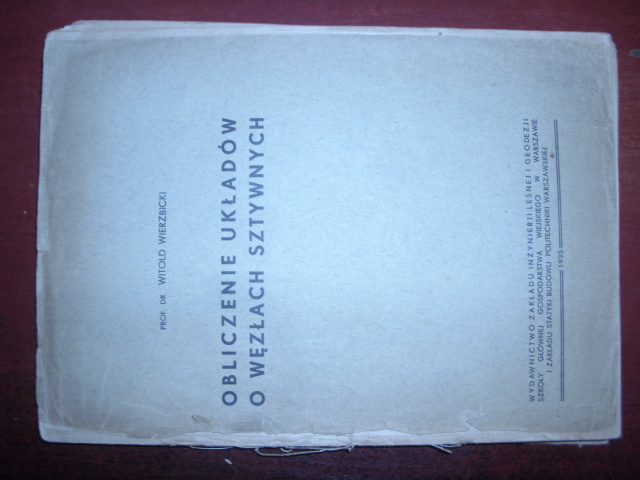 PROF. DR. WITOLD WIERZBICKI
OBLICZENIE UKŁADÓW
O WĘZŁACH SZTYWNYCH
WYDAWNICTWO ZAKŁADU INŻYNIERJI LEŚNEJ I GEODEZJI
SZKOŁY GŁÓWNEJ GOSPODARSTWA WIEJSKIEGO W WARSZAWIE
I ZAKŁADU STATYKI BUDOWLI POLITECHNIKI WARSZAWSKIEJ
1935